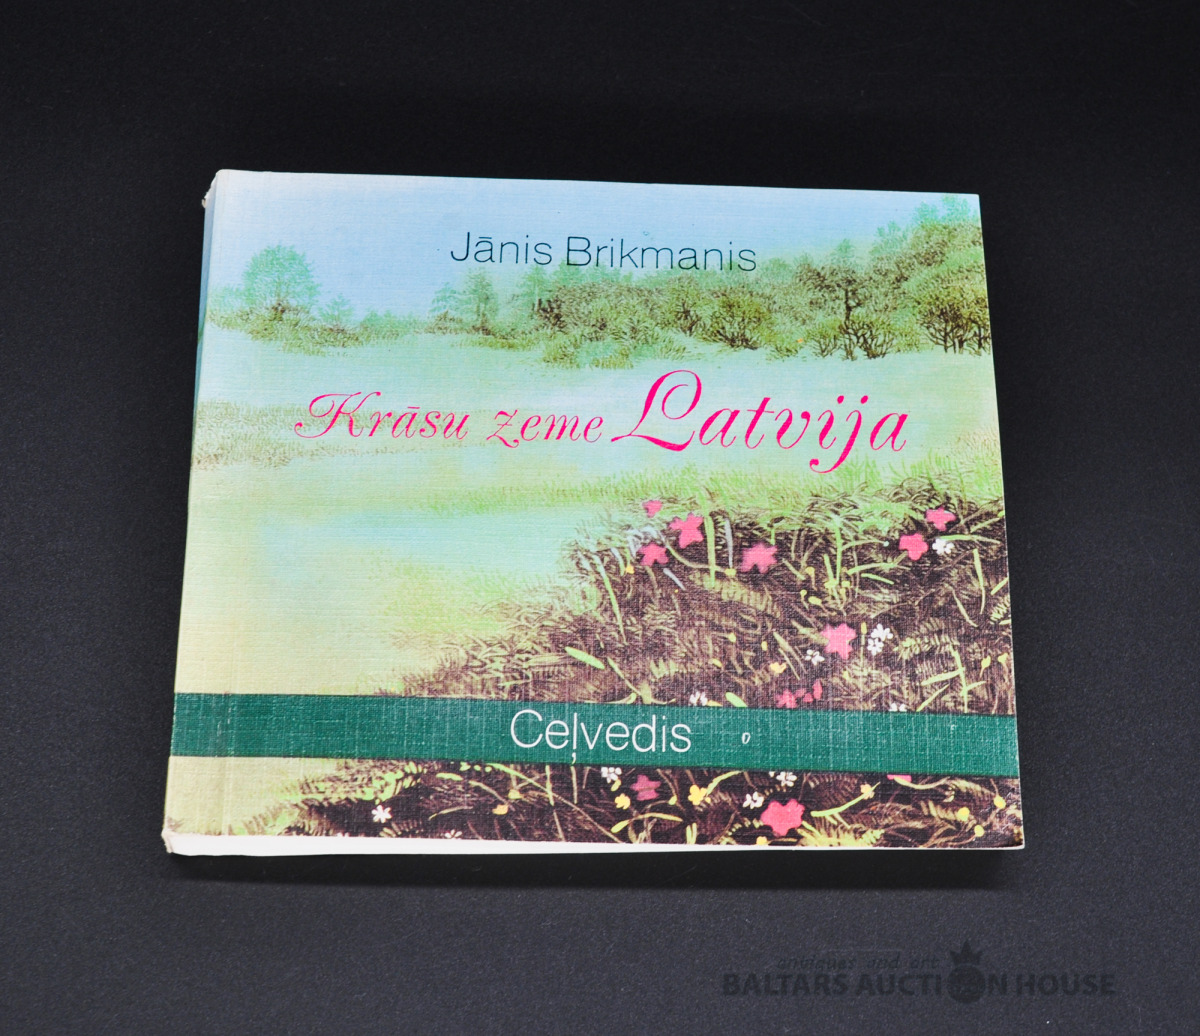 Jānis Brikmanis
Krāsu zeme Latvija
Ceļvedis
antiques and art
BALTARS AUCTION HOUSE